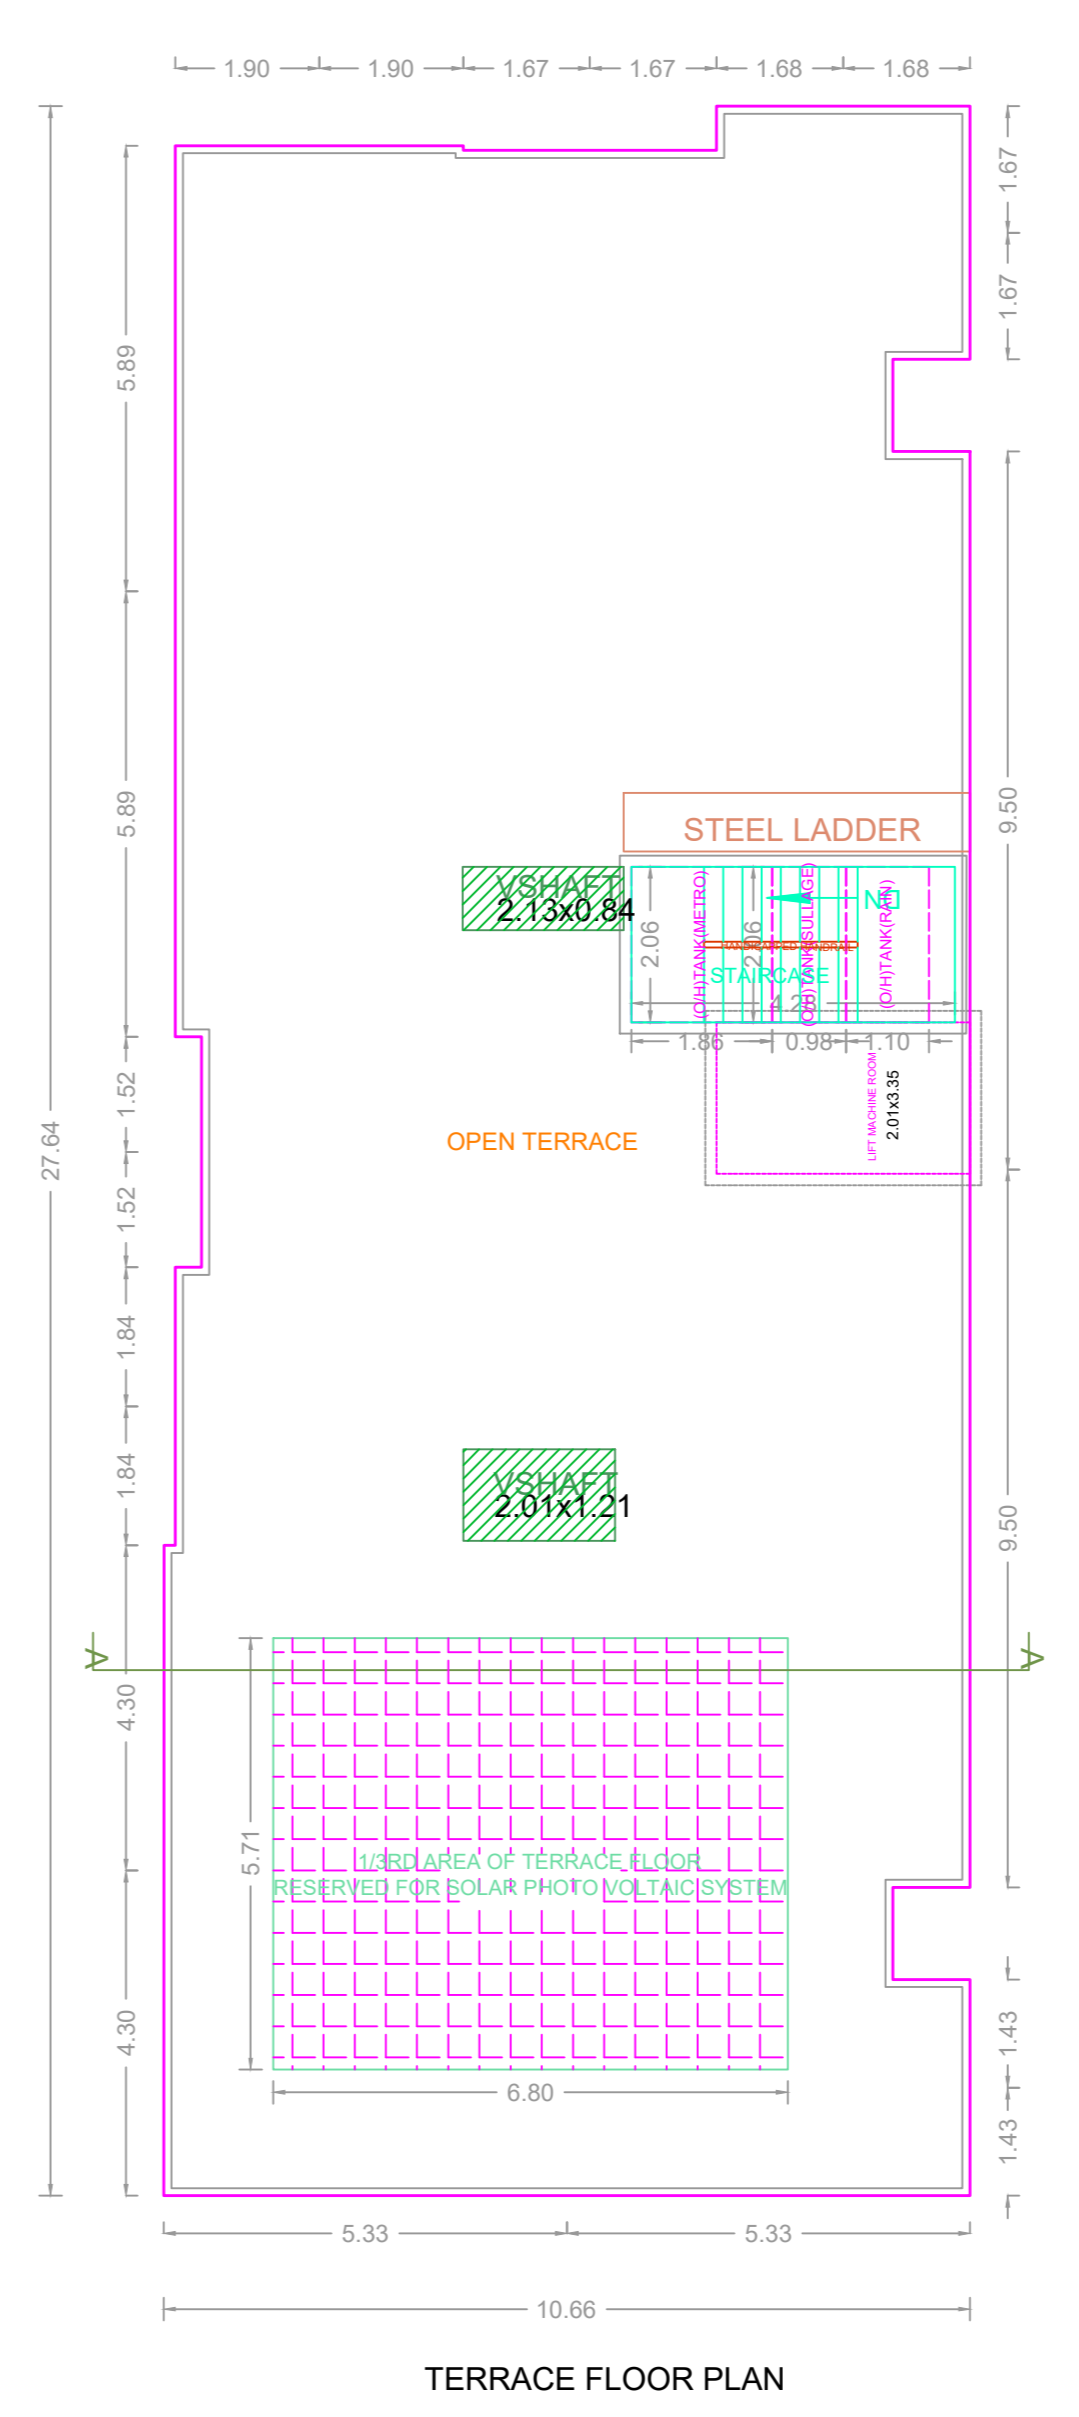 1.90
1.90
1.67
1.67
1.68
1.68
1.67
1.67
5.89
5.89
9.50
STEEL LADDER
VSHAFT
2.13x0.84
2.06
(O/H)TANK(METRO)
2.06
(O/H)TANK(SULLAGE)
(O/H)TANK(RAIN)
DN
HANDICAPPED HANDRAIL
STAIRCASE
1.86
0.98
1.10
LIFT MACHINE ROOM
2.01x3.35
OPEN TERRACE
27.64
1.52
1.52
1.84
1.84
VSHAFT
2.01x1.21
9.50
A
A
4.30
5.71
1/3RD AREA OF TERRACE FLOOR
RESERVED FOR SOLAR PHOTO VOLTAIC SYSTEM
4.30
6.80
1.43
1.43
5.33
5.33
10.66
TERRACE FLOOR PLAN